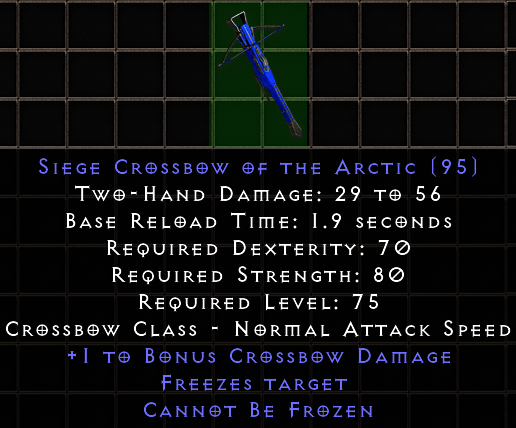 Siege Crossbow of the Arctic (95)
Two-Hand Damage: 29 to 56
Base Reload Time: 1.9 seconds
Required Dexterity: 70
Required Strength: 80
Required Level: 75
Crossbow Class - Normal Attack Speed
+1 to Bonus Crossbow Damage
Freezes target
Cannot Be Frozen